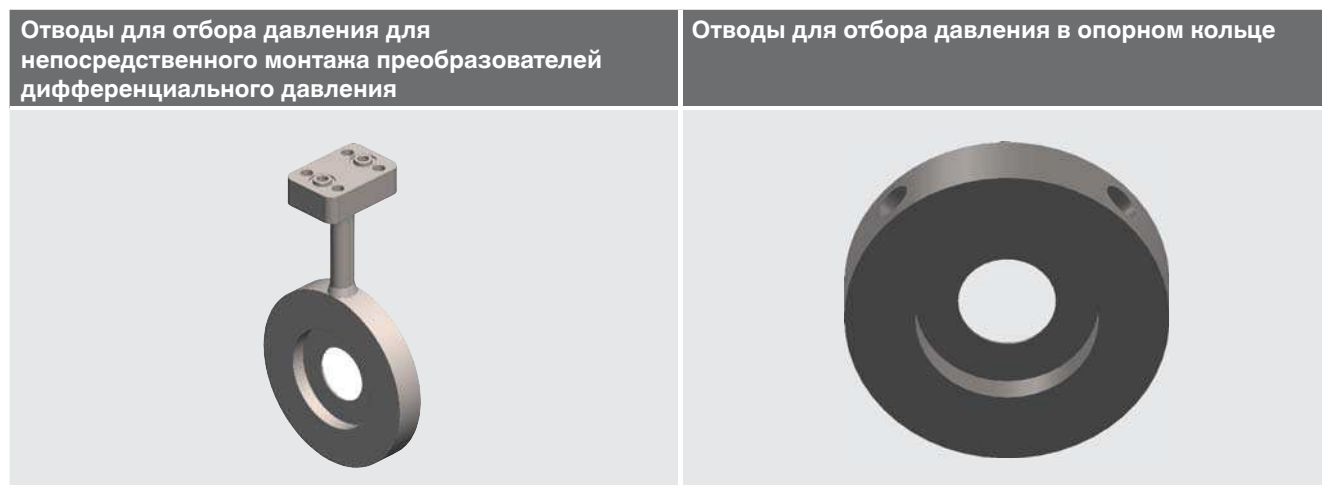 Отводы для отбора давления для
непосредственного монтажа преобразователей
дифференциального давления
Отводы для отбора давления в опорном кольце